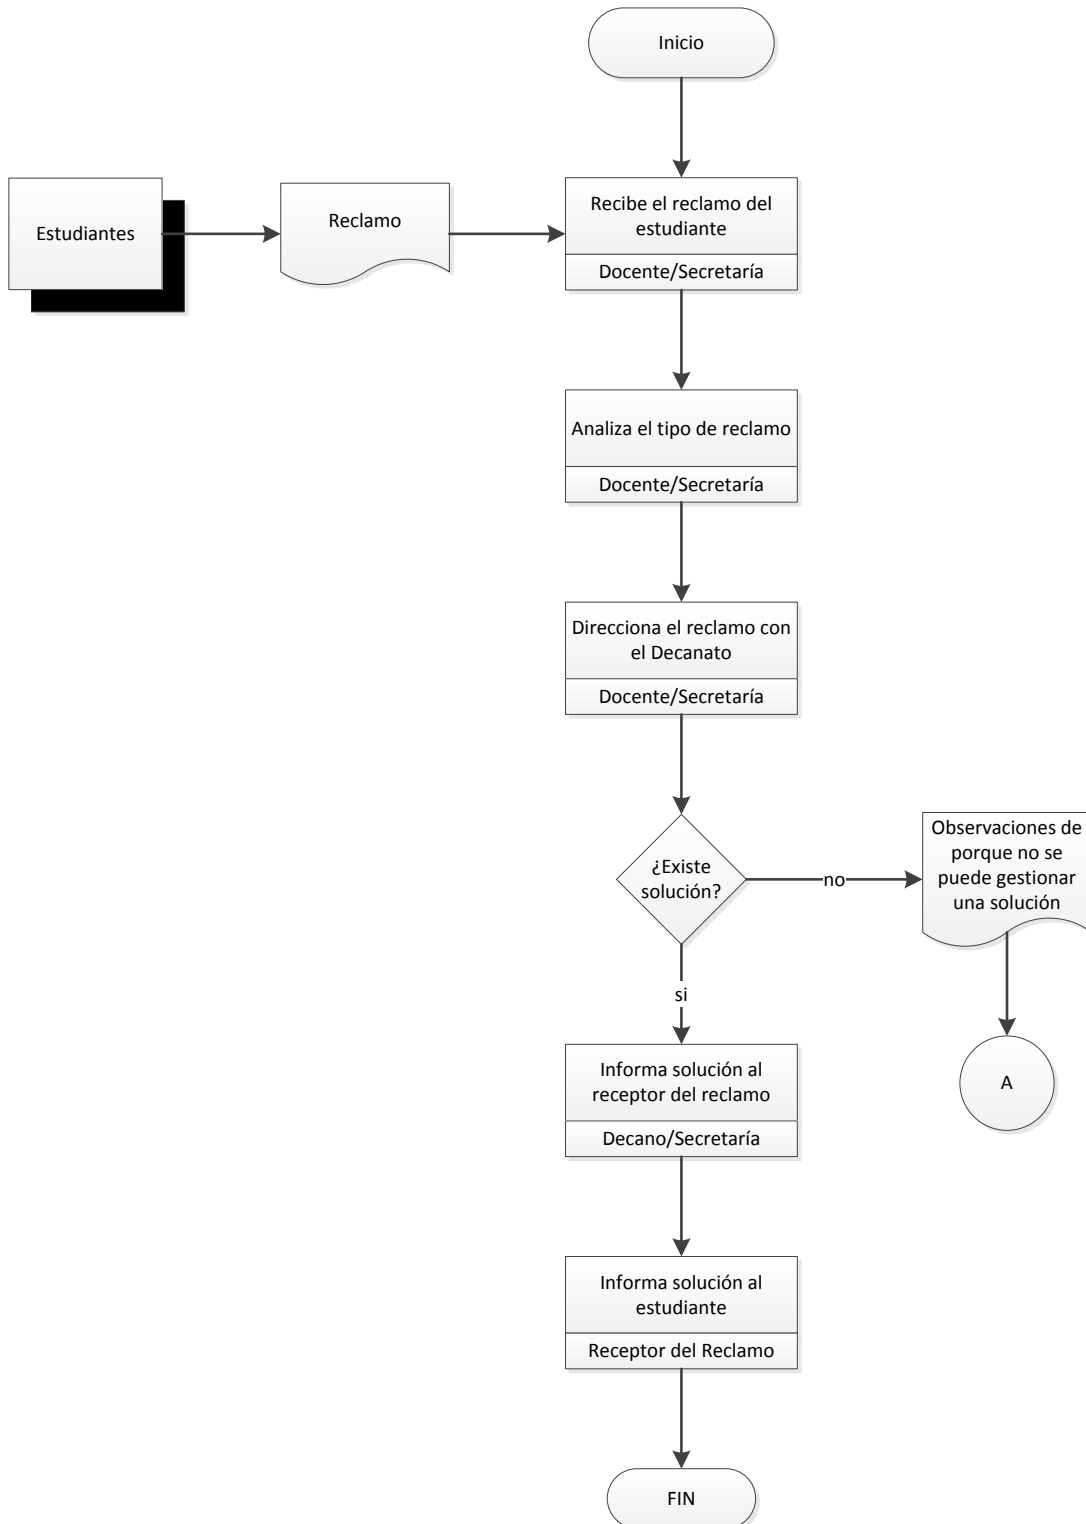 Inicio
Estudiantes
Reclamo
Recibe el reclamo del
estudiante
Docente/Secretaría
Analiza el tipo de reclamo
Docente/Secretaría
Direcciona el reclamo con
el Decanato
Docente/Secretaría
¿Existe
solución?
no
Observaciones de
porque no se
puede gestionar
una solución
si
A
Informa solución al
receptor del reclamo
Decano/Secretaría
Informa solución al
estudiante
Receptor del Reclamo
FIN